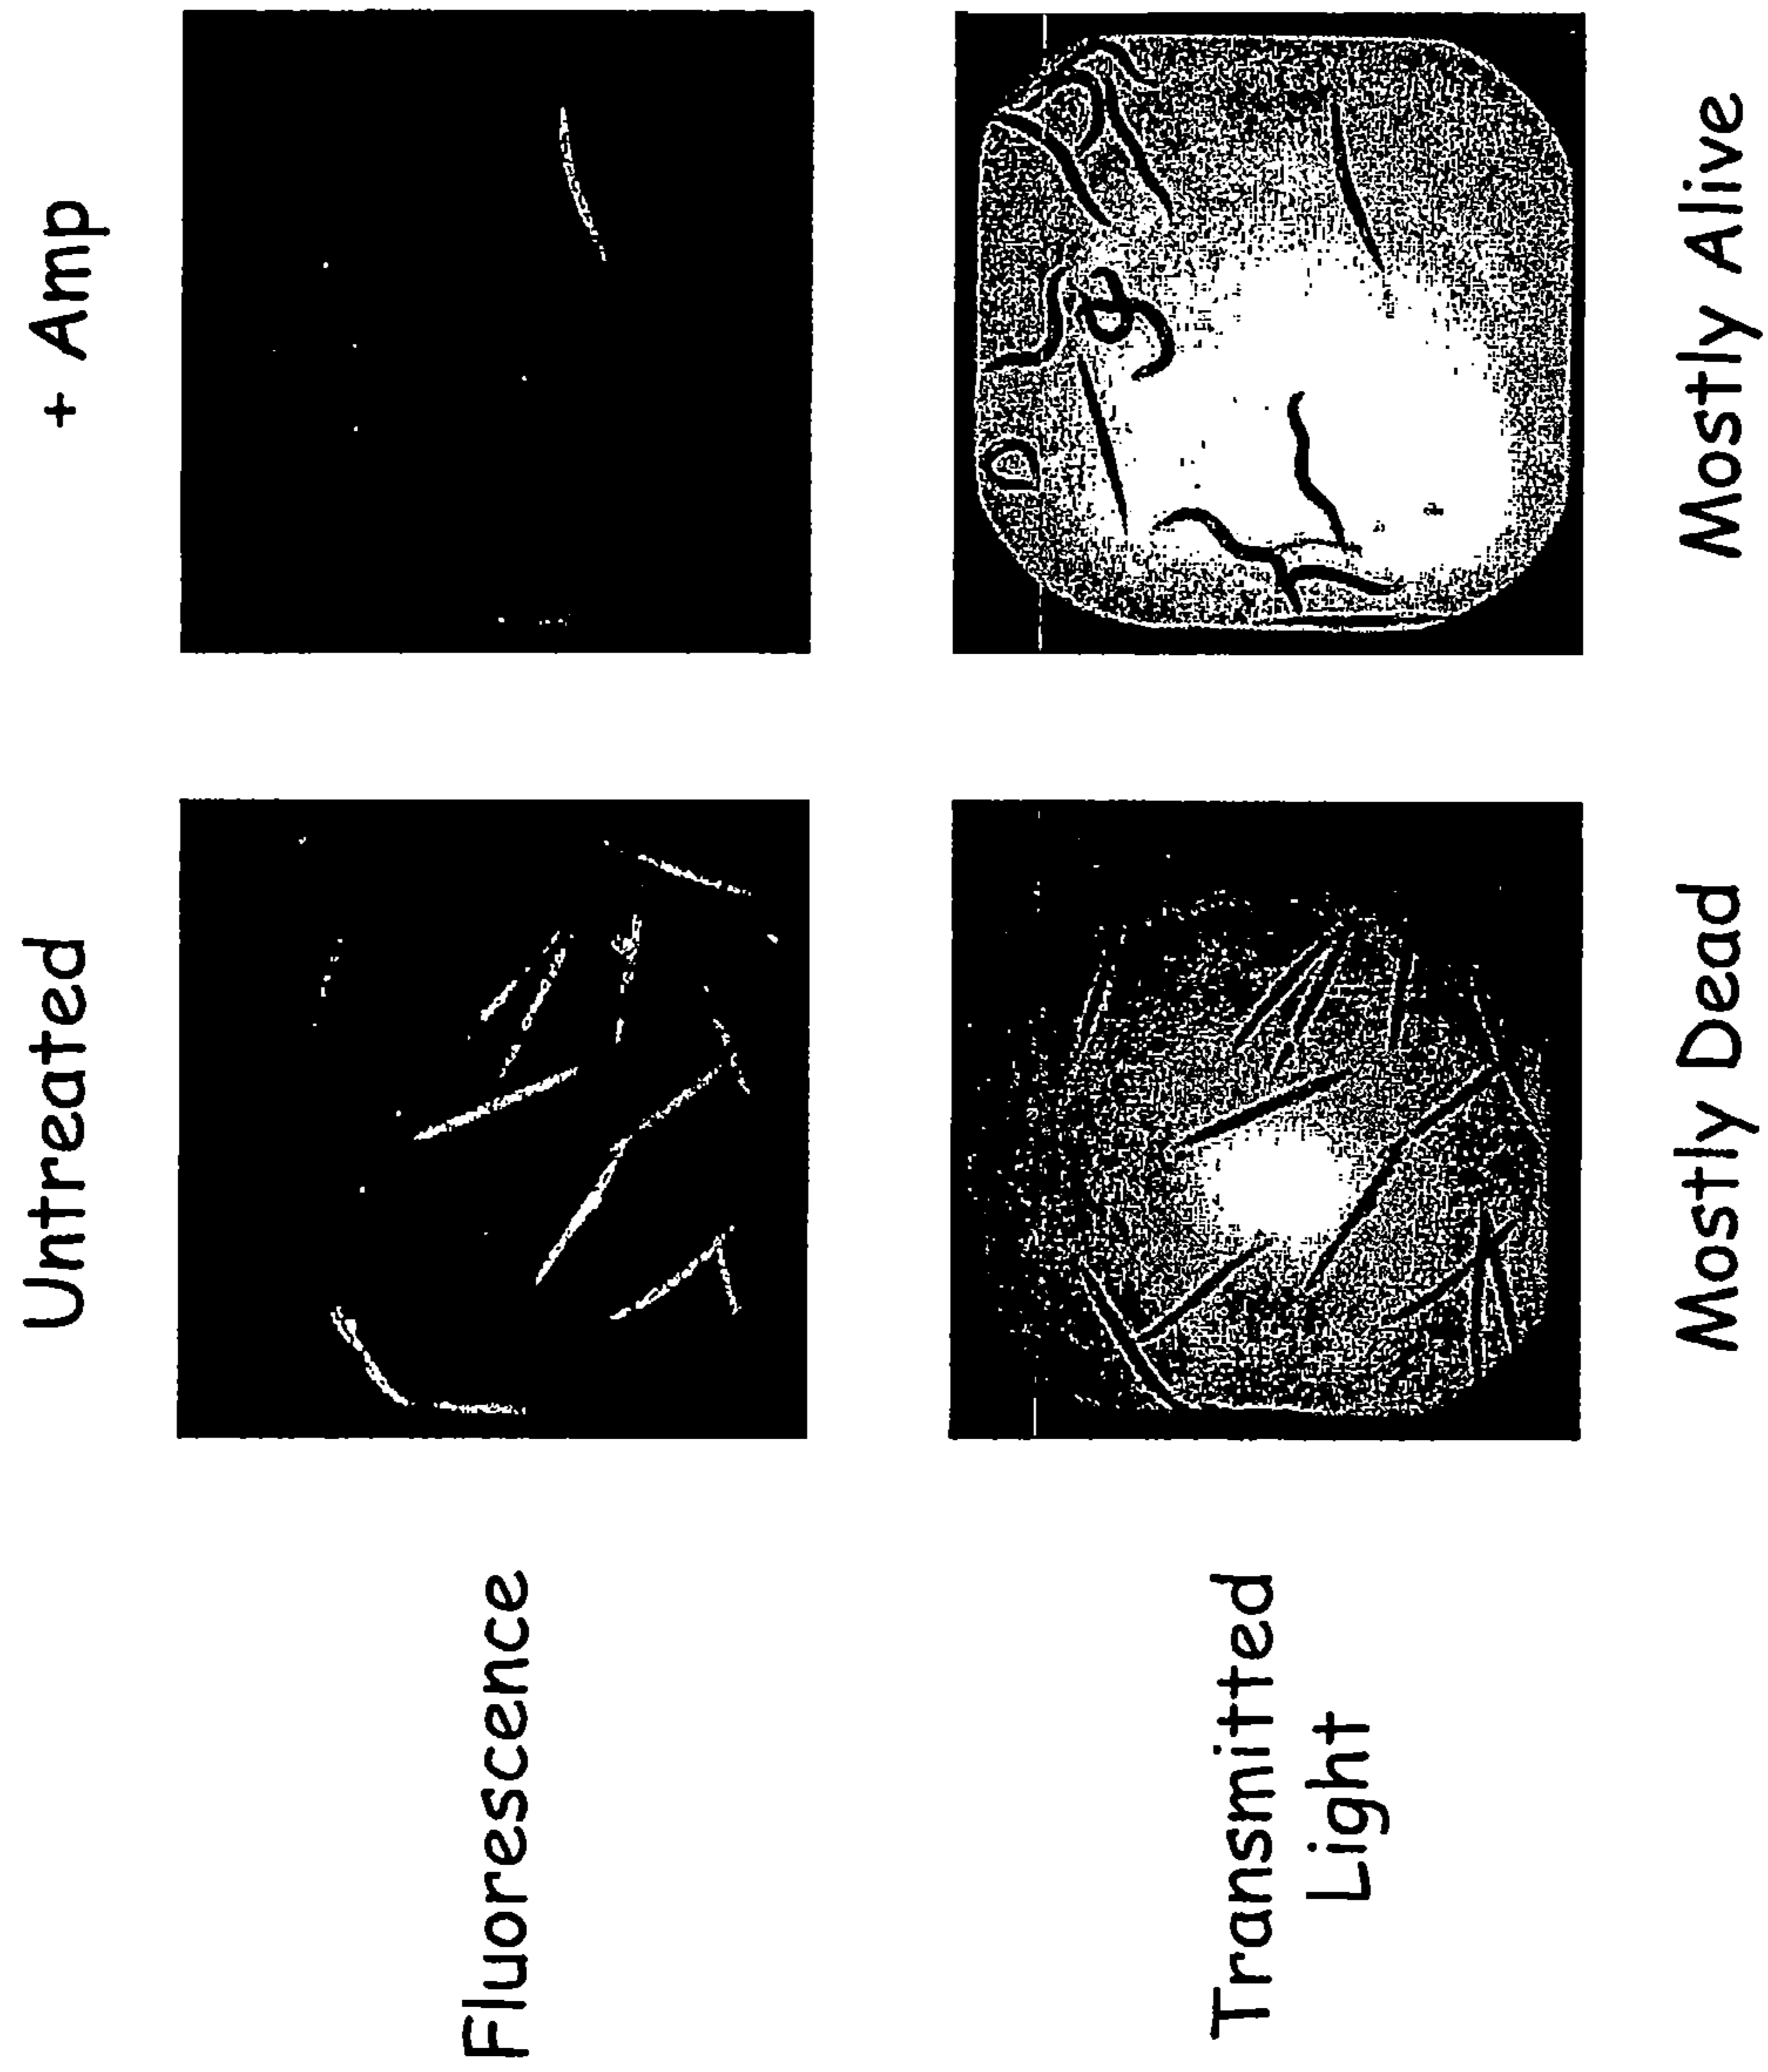 Untreated
+ Amp
Fluorescence
Transmitted
Light
Mostly Dead
Mostly Alive